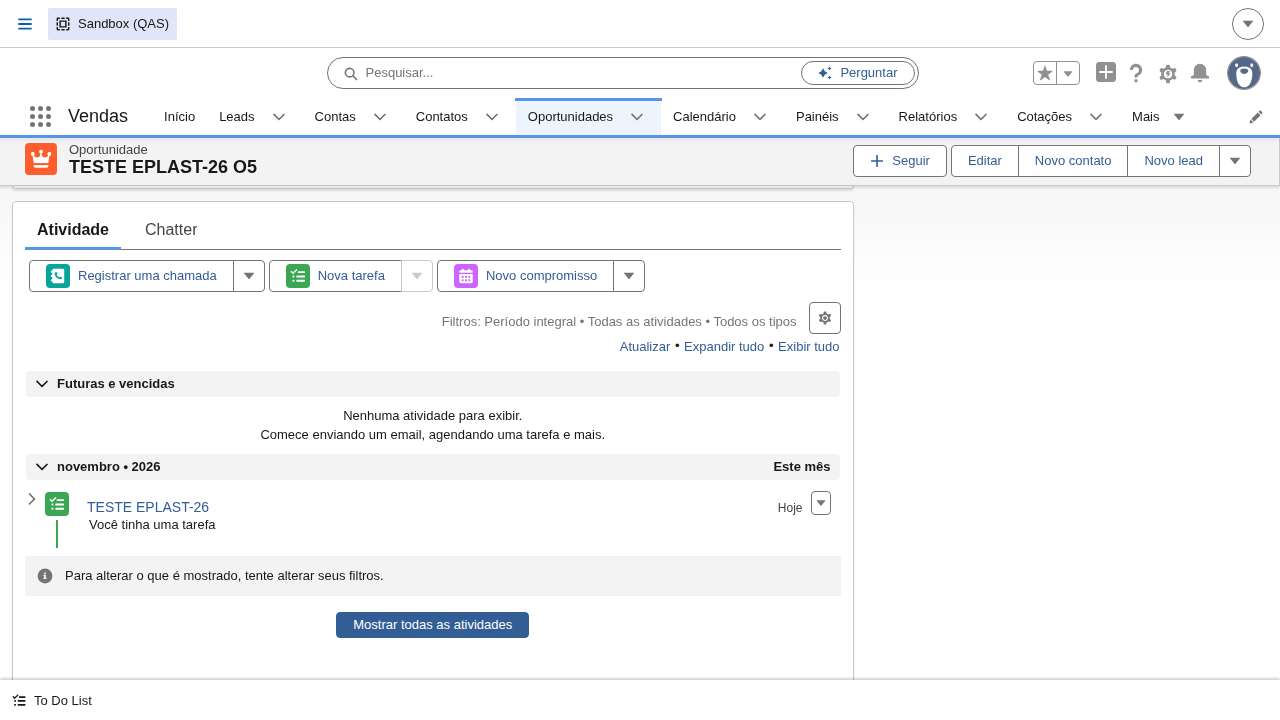 Sandbox (QAS)
Pesquisar...
Perguntar
Vendas
Início
Leads
Contas
Contatos
Oportunidades
Calendário
Painéis
Relatórios
Cotações
Mais
Oportunidade
TESTE EPLAST-26 O5
Seguir
Editar
Novo contato
Novo lead
Atividade
Chatter
Registrar uma chamada
Nova tarefa
Novo compromisso
Filtros: Período integral • Todas as atividades • Todos os tipos
Atualizar • Expandir tudo • Exibir tudo
Futuras e vencidas
Nenhuma atividade para exibir.
Comece enviando um email, agendando uma tarefa e mais.
novembro • 2026
Este mês
TESTE EPLAST-26
Hoje
Você tinha uma tarefa
Para alterar o que é mostrado, tente alterar seus filtros.
Mostrar todas as atividades
To Do List